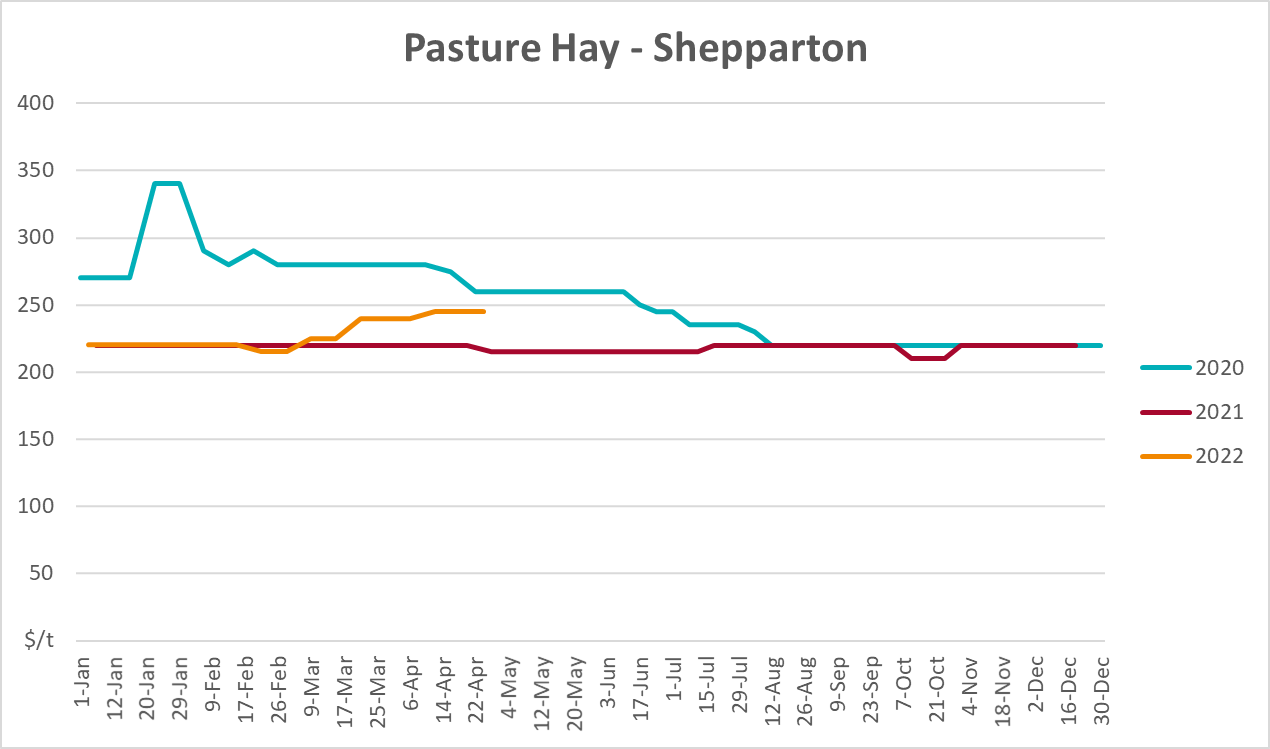 Pasture Hay - Shepparton
400
350
300
250
200
150
100
50
$/t
1-Jan
12-Jan
20-Jan
29-Jan
9-Feb
17-Feb
26-Feb
9-Mar
17-Mar
25-Mar
6-Apr
14-Apr
22-Apr
4-May
12-May
20-May
3-Jun
17-Jun
1-Jul
15-Jul
29-Jul
12-Aug
26-Aug
9-Sep
23-Sep
7-Oct
21-Oct
4-Nov
18-Nov
2-Dec
16-Dec
30-Dec
2020
2021
2022